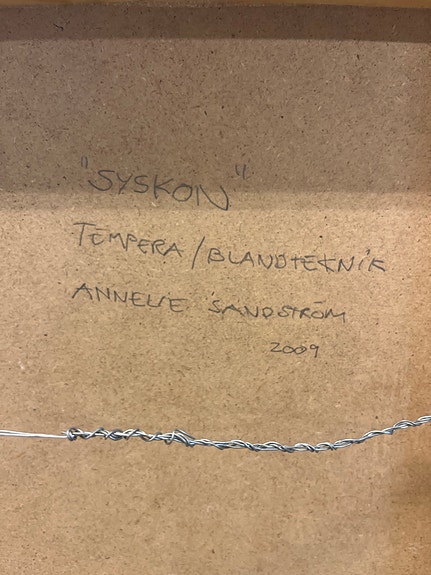 "SYSKON"
TEMPERA/BLANDTEKNIK
ANNELIE SANDSTRÖM
2009